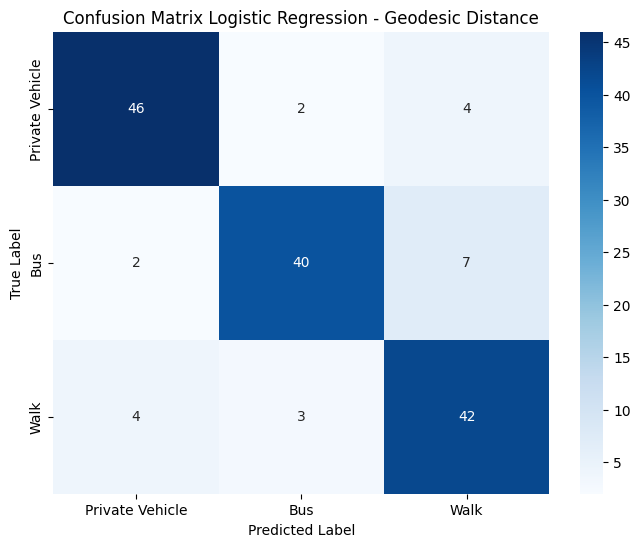 Confusion Matrix Logistic Regression - Geodesic Distance
True Label
Private Vehicle
46
2
4
Bus
2
40
7
Walk
4
3
42
Private Vehicle
Bus
Walk
Predicted Label
45
40
35
30
25
20
15
10
5